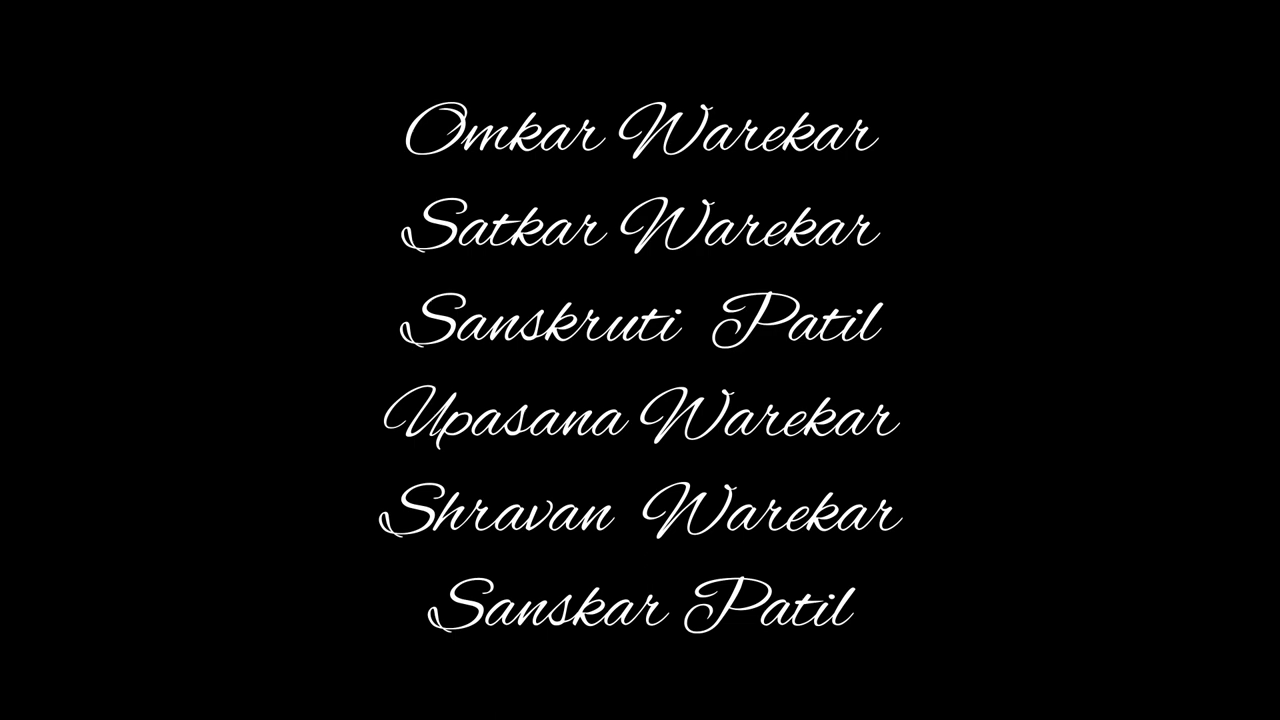 Omkar Warekar
Satkar Warekar
Sanskruti Patil
Upasana Warekar
Shravan Warekar
Sanskar Patil